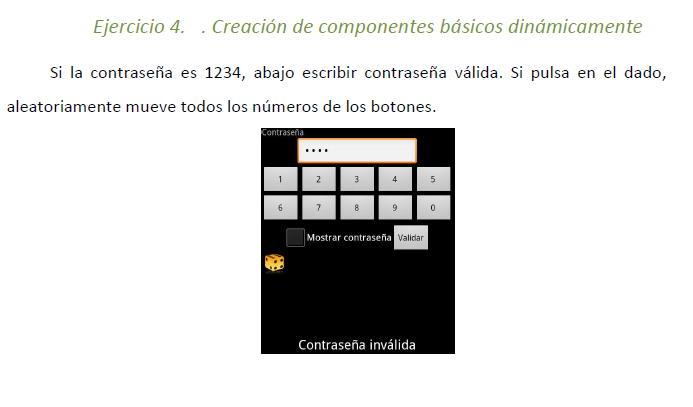 Ejercicio 4. . Creación de componentes básicos dinámicamente
Si la contraseña es 1234, abajo escribir contraseña válida. Si pulsa en el dado,
aleatoriamente mueve todos los números de los botones.
Contraseña
••••
1 2 3 4 5
6 7 8 9 0
Mostrar contraseña Validar
Contraseña inválida